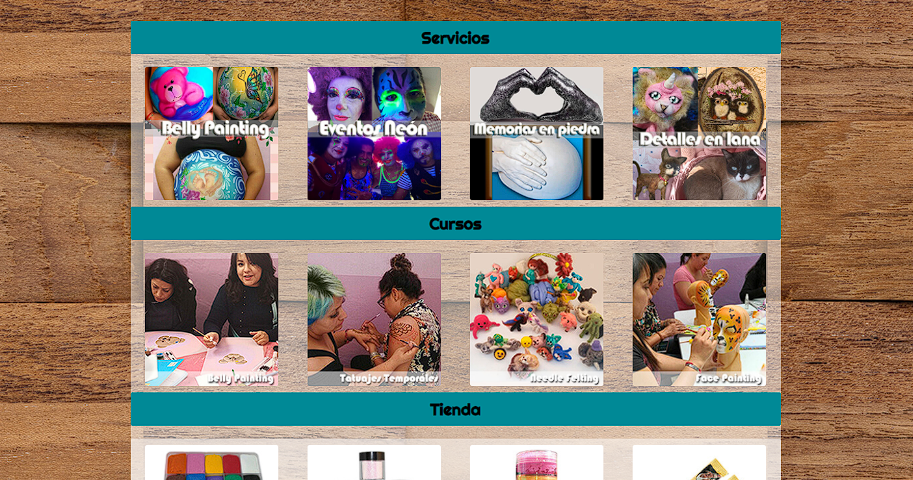 Servicios
Belly Painting
Eventos Neón
Memorias en piedra
Detalles en lana
Cursos
Belly Painting
Tatuajes Temporales
Needle Felting
Face Painting
Tienda